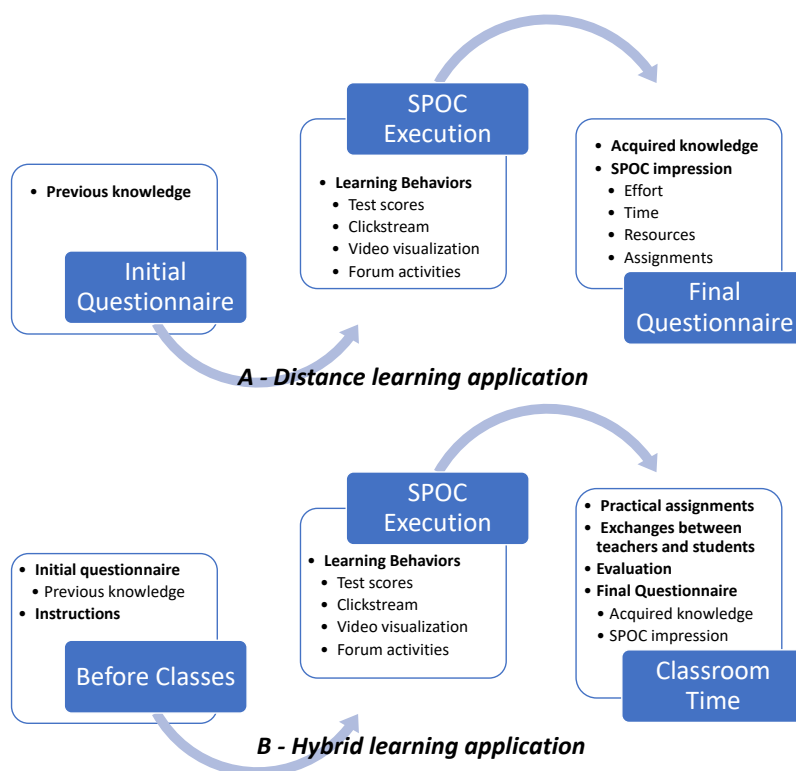 • Previous knowledge
Initial
Questionnaire
SPOC
Execution
• Learning Behaviors
• Test scores
• Clickstream
• Video visualization
• Forum activities
• Acquired knowledge
• SPOC impression
• Effort
• Time
• Resources
• Assignments
Final
Questionnaire
A - Distance learning application
• Initial questionnaire
• Previous knowledge
• Instructions
Before Classes
SPOC
Execution
• Learning Behaviors
• Test scores
• Clickstream
• Video visualization
• Forum activities
• Practical assignments
• Exchanges between
teachers and students
• Evaluation
• Final Questionnaire
• Acquired knowledge
• SPOC impression
Classroom
Time
B - Hybrid learning application